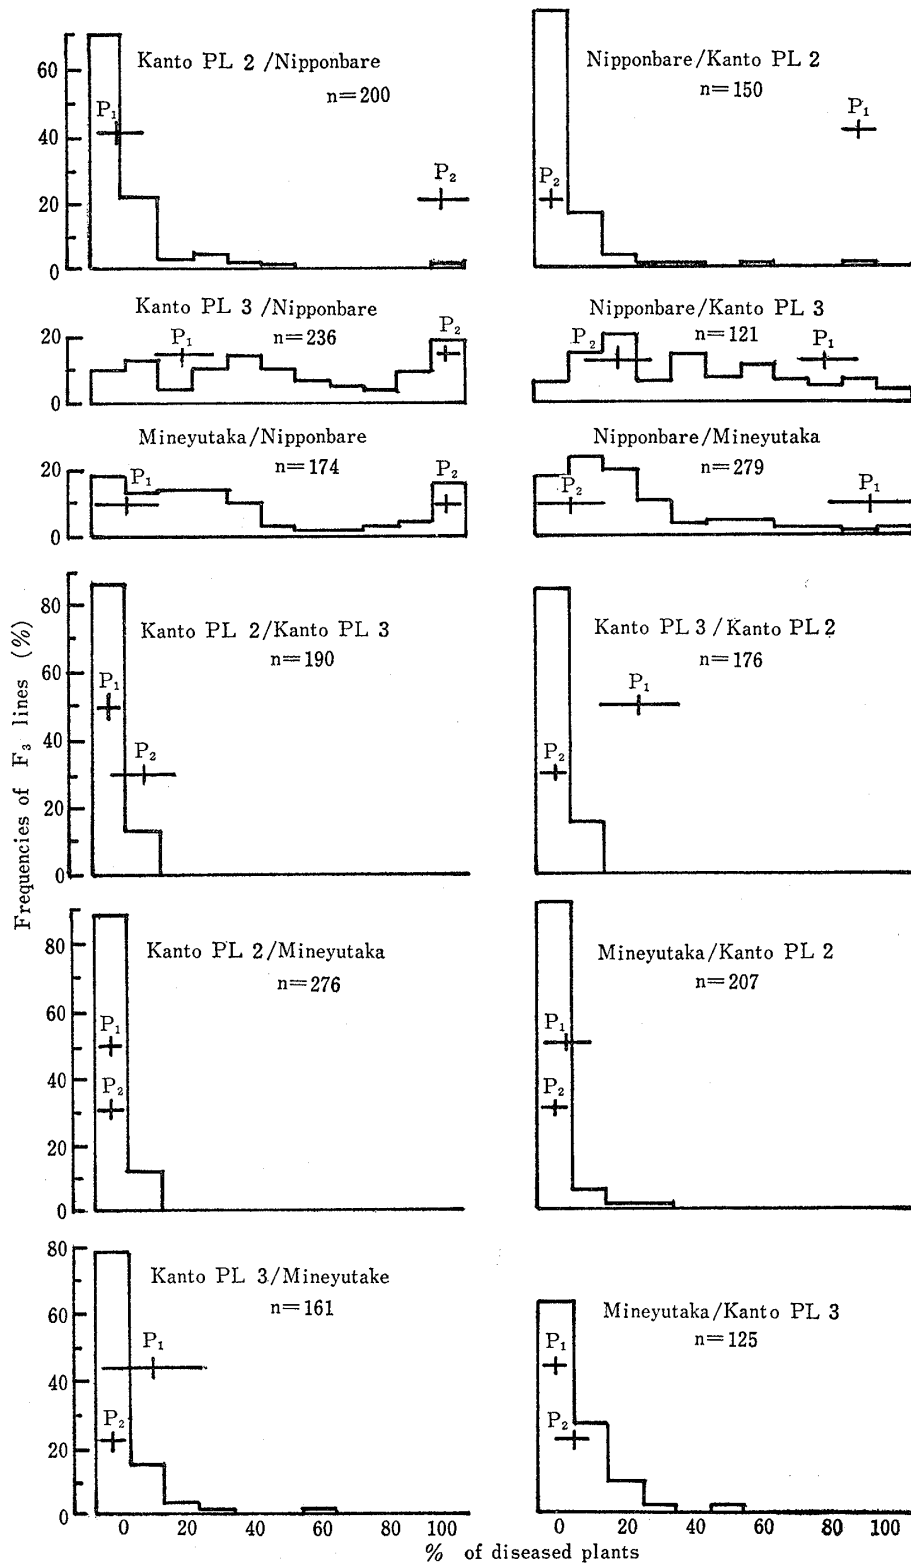 Frequencies of F₃ lines (%)
Kanto PL 2 /Nipponbare
n=200
60
40
20
0
P₁
P₂
Nipponbare/Kanto PL 2
n=150
P₁
P₂
Kanto PL 3 /Nipponbare
n=236
20
0
P₁
P₂
Nipponbare/Kanto PL 3
n=121
P₂
P₁
Mineyutaka/Nipponbare
n=174
20
0
P₁
P₂
Nipponbare/Mineyutaka
n=279
P₂
P₁
Kanto PL 2/Kanto PL 3
n=190
80
60
40
20
0
P₁
P₂
Kanto PL 3 /Kanto PL 2
n=176
P₁
P₂
Kanto PL 2/Mineyutaka
n=276
80
60
40
20
0
P₁
P₂
Mineyutaka/Kanto PL 2
n=207
P₁
P₂
Kanto PL 3/Mineyutake
n=161
80
60
40
20
0
P₁
P₂
Mineyutaka/Kanto PL 3
n=125
P₁
P₂
0 20 40 60 80 100
0 20 40 60 80 100
% of diseased plants